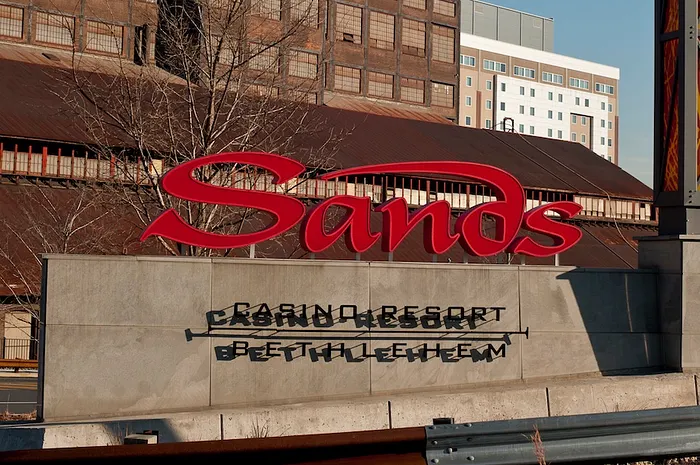 Sands
CASINO RESORT
BETHLEHEM